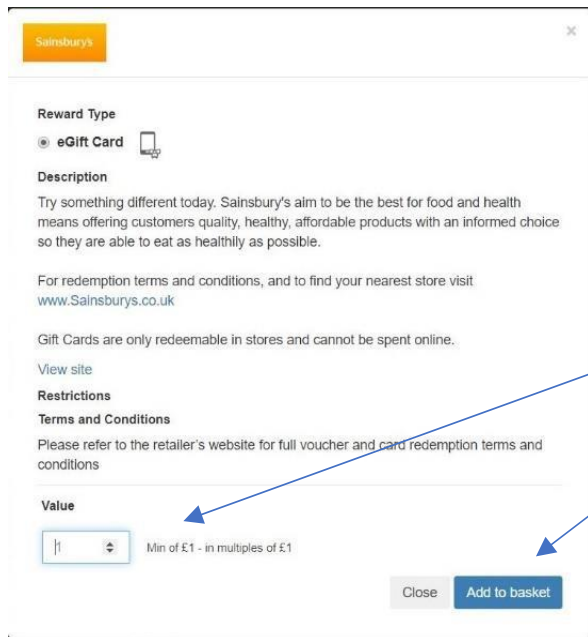 Sainsbury's
×
Reward Type
eGift Card
Description
Try something different today. Sainsbury's aim to be the best for food and health
means offering customers quality, healthy, affordable products with an informed choice
so they are able to eat as healthily as possible.
For redemption terms and conditions, and to find your nearest store visit
www.Sainsburys.co.uk
Gift Cards are only redeemable in stores and cannot be spent online.
View site
Restrictions
Terms and Conditions
Please refer to the retailer's website for full voucher and card redemption terms and
conditions
Value
1 Min of £1 - in multiples of £1
Close Add to basket